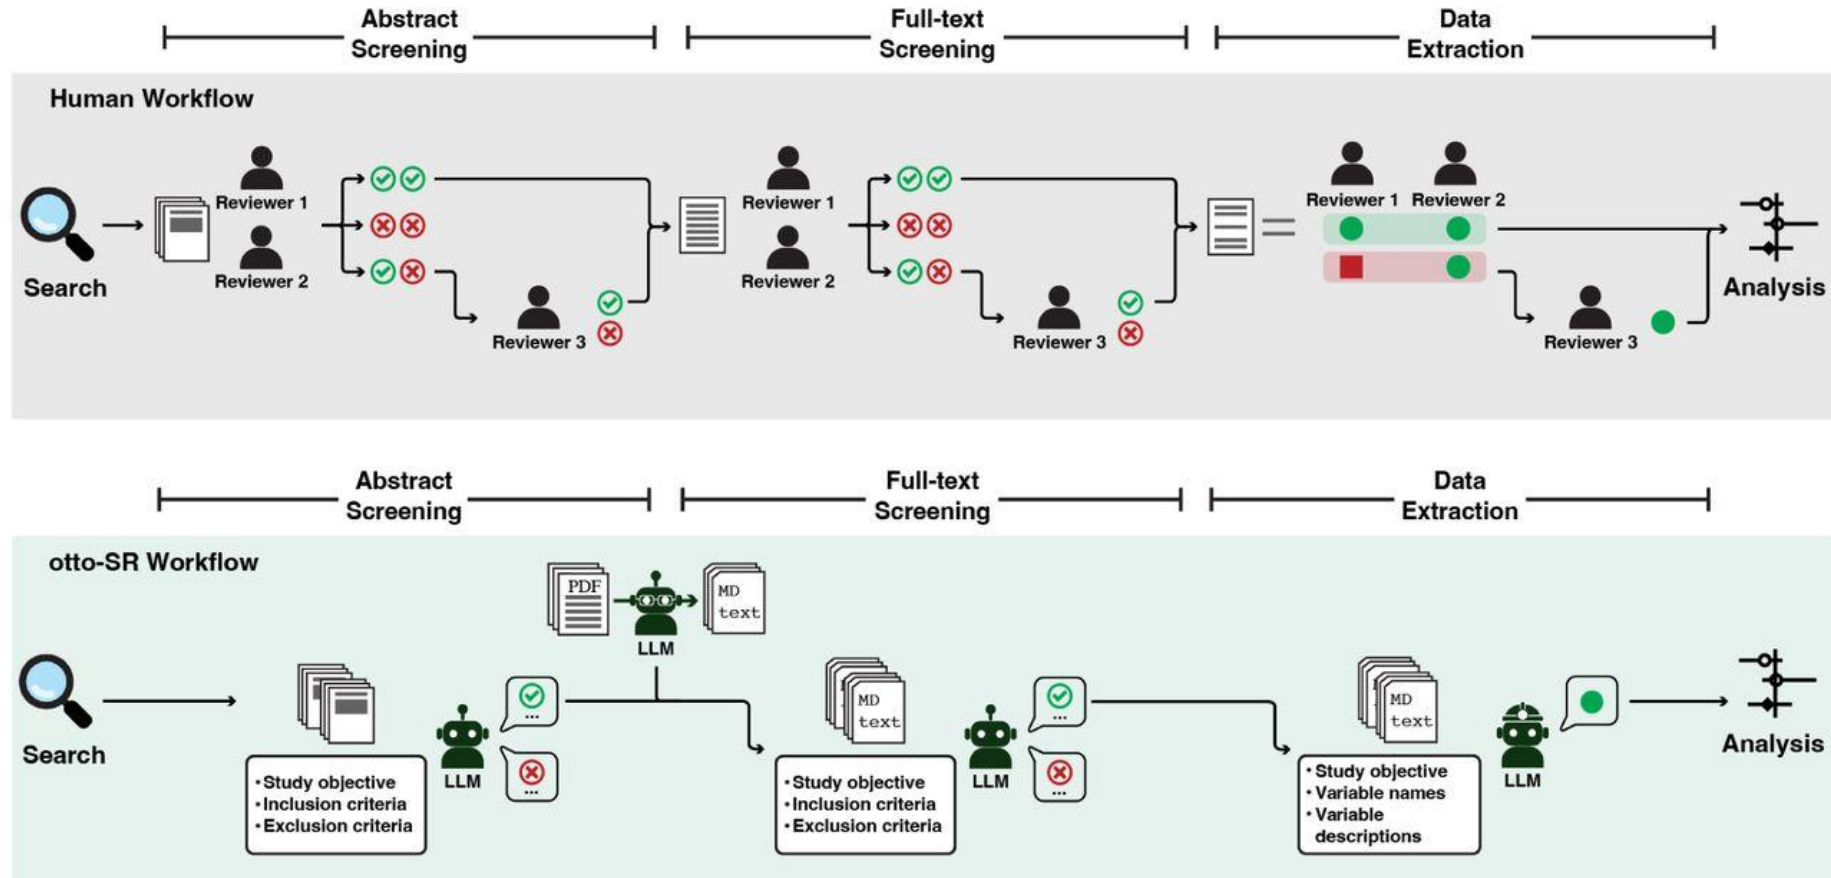 Abstract
Screening
Full-text
Screening
Data
Extraction
Human Workflow
Search
Reviewer 1
Reviewer 2
Reviewer 3
Reviewer 1
Reviewer 2
Reviewer 3
Reviewer 1 Reviewer 2
Reviewer 3
Analysis
Abstract
Screening
Full-text
Screening
Data
Extraction
otto-SR Workflow
PDF
LLM
MD
text
Search
• Study objective
• Inclusion criteria
• Exclusion criteria
LLM
...
...
MD
text
• Study objective
• Inclusion criteria
• Exclusion criteria
LLM
...
...
MD
text
• Study objective
• Variable names
• Variable
descriptions
LLM
Analysis